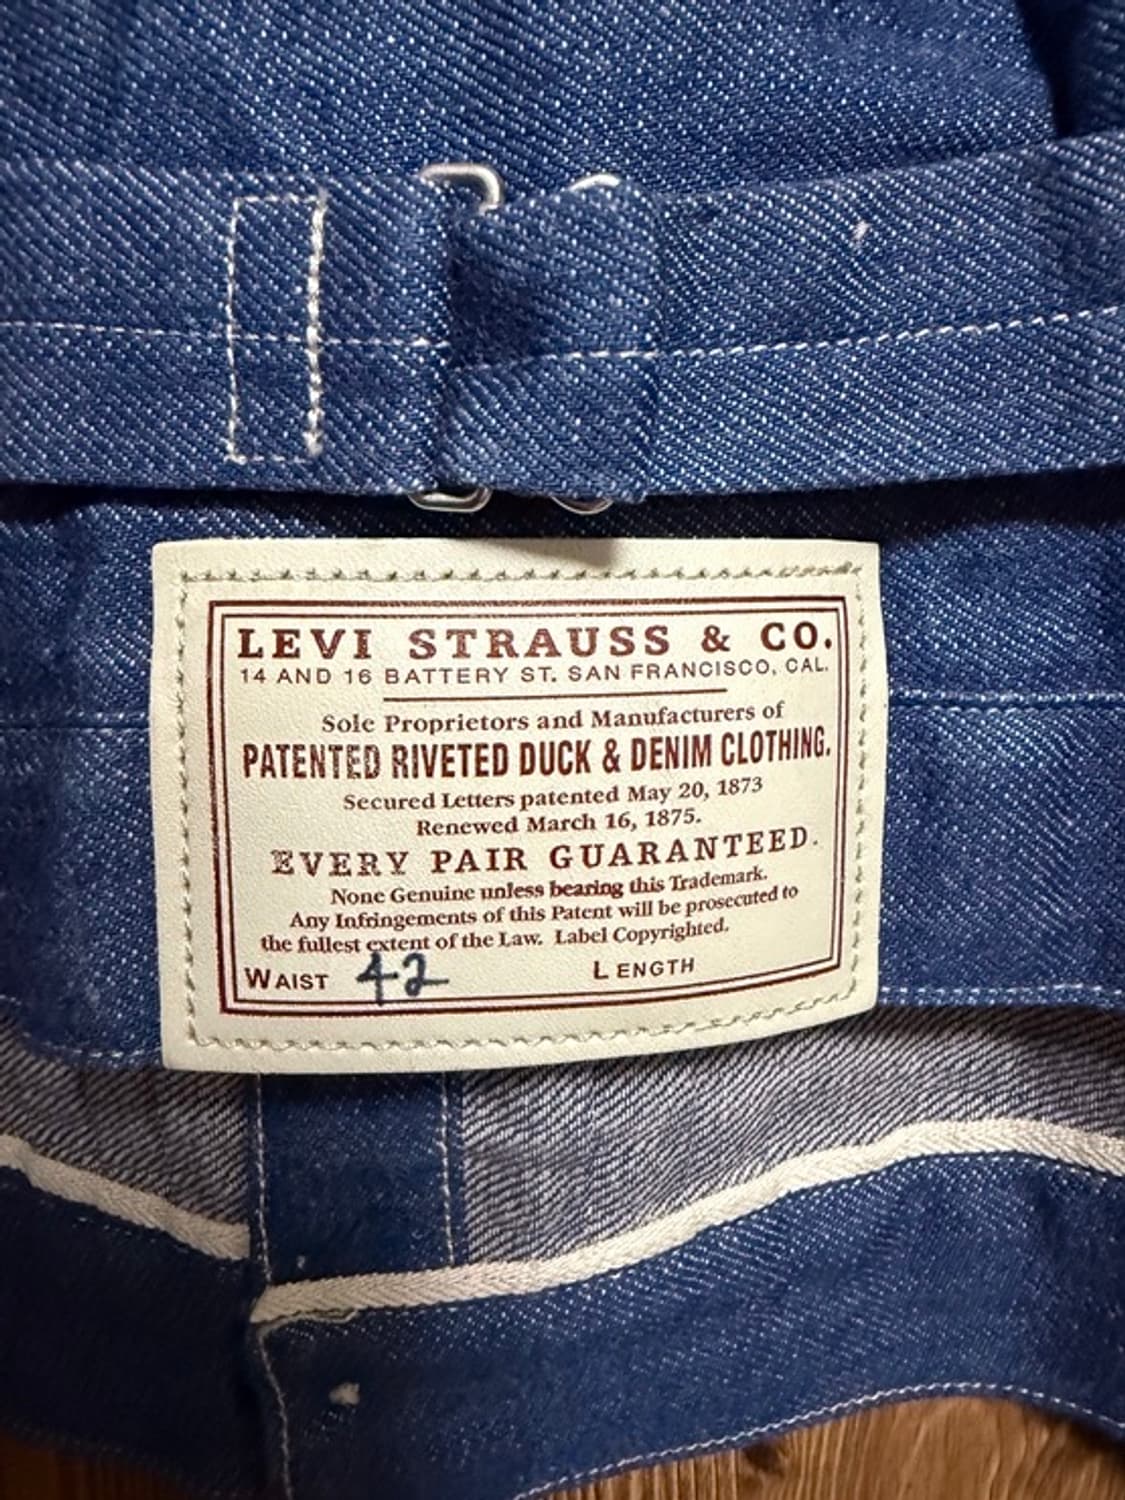 LEVI STRAUSS & CO.
14 AND 16 BATTERY ST. SAN FRANCISCO, CAL.
Sole Proprietors and Manufacturers of
PATENTED RIVETED DUCK & DENIM CLOTHING.
Secured Letters patented May 20, 1873
Renewed March 16, 1875.
EVERY PAIR GUARANTEED.
None Genuine unless bearing this Trademark.
Any Infringements of this Patent will be prosecuted to
the fullest extent of the Law. Label Copyrighted.
WAIST 42 LENGTH